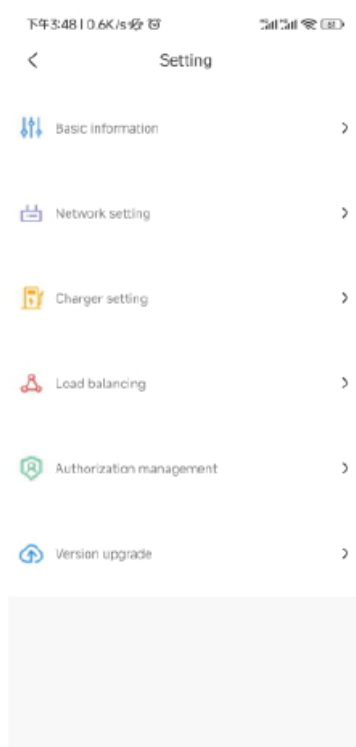 下午3:48 | 0.6K/s
Setting
Basic information
Network setting
Charger setting
Load balancing
Authorization management
Version upgrade